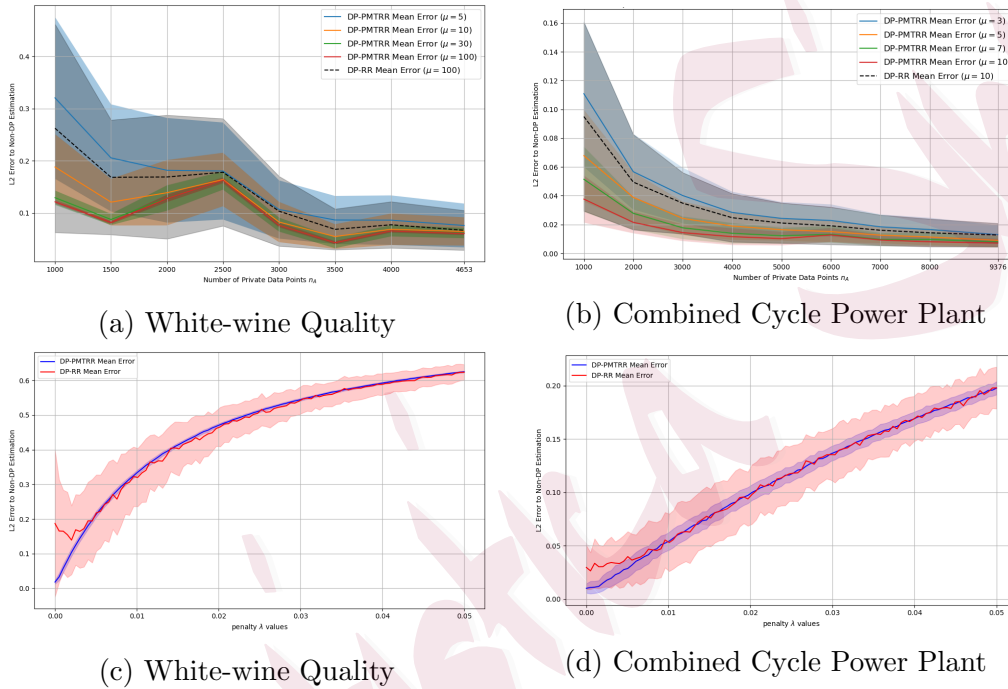 DP-PMTRR Mean Error (μ = 5)
DP-PMTRR Mean Error (μ = 10)
DP-PMTRR Mean Error (μ = 30)
DP-PMTRR Mean Error (μ = 100)
DP-RR Mean Error (μ = 100)
L2 Error to Non-DP Estimation
0.4
0.3
0.2
0.1
1000 1500 2000 2500 3000 3500 4000 4653
Number of Private Data Points n_A
(a) White-wine Quality
DP-PMTRR Mean Error (μ = 3)
DP-PMTRR Mean Error (μ = 5)
DP-PMTRR Mean Error (μ = 7)
DP-PMTRR Mean Error (μ = 10)
DP-RR Mean Error (μ = 10)
L2 Error to Non-DP Estimation
0.16
0.14
0.12
0.10
0.08
0.06
0.04
0.02
0.00
1000 2000 3000 4000 5000 6000 7000 8000 9376
Number of Private Data Points n_A
(b) Combined Cycle Power Plant
DP-PMTRR Mean Error
DP-RR Mean Error
L2 Error to Non-DP Estimation
0.6
0.5
0.4
0.3
0.2
0.1
0.0
0.00 0.01 0.02 0.03 0.04 0.05
penalty λ values
(c) White-wine Quality
DP-PMTRR Mean Error
DP-RR Mean Error
L2 Error to Non-DP Estimation
0.20
0.15
0.10
0.05
0.00
0.00 0.01 0.02 0.03 0.04 0.05
penalty λ values
(d) Combined Cycle Power Plant